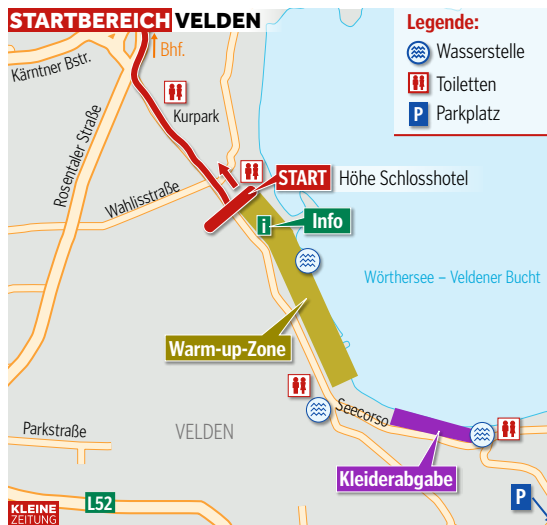 STARTBEREICH VELDEN
Legende:
Wasserstelle
Toiletten
P Parkplatz
Kärntner Bstr.
Bhf.
Kurpark
Rosentaler Straße
Wahlisstraße
START Höhe Schlosshotel
i Info
Wörthersee – Veldener Bucht
Warm-up-Zone
Seecorso
Parkstraße
VELDEN
Kleiderabgabe
L52
P
KLEINE
ZEITUNG